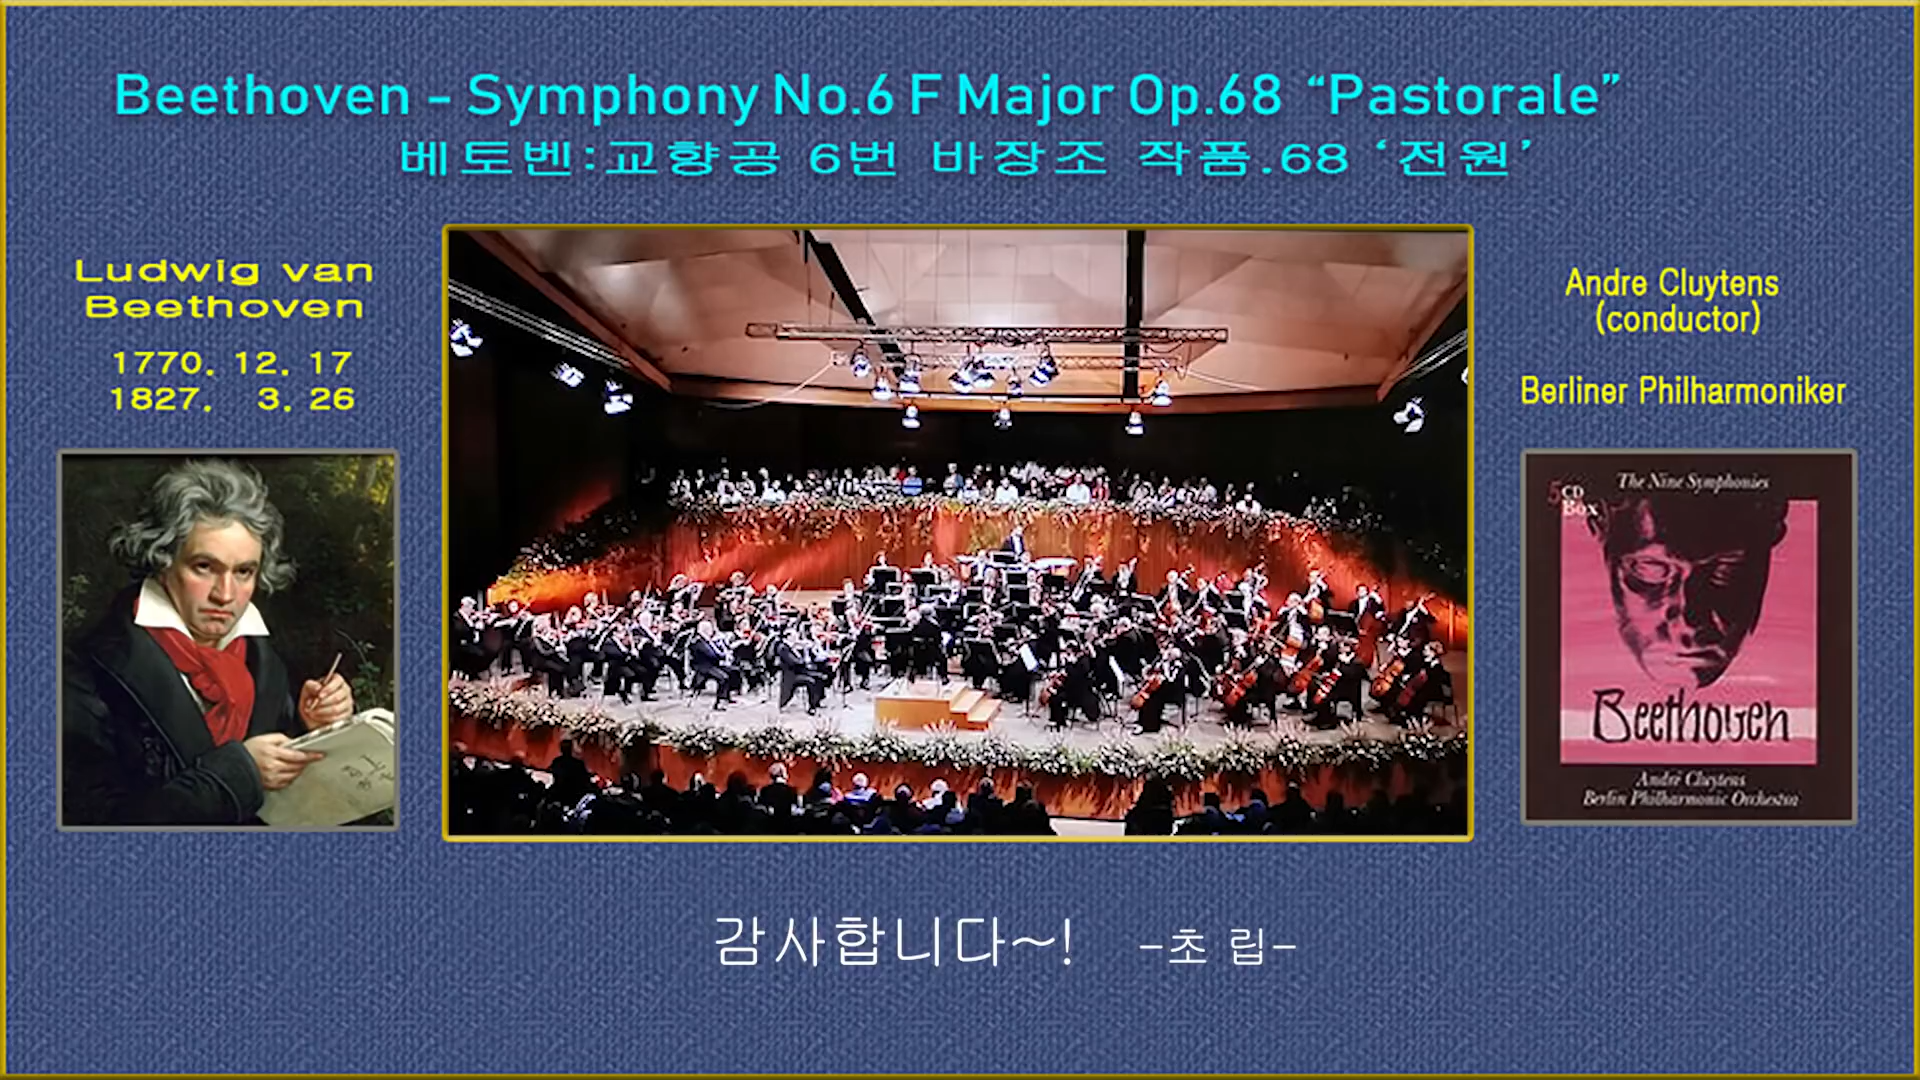 Beethoven - Symphony No.6 F Major Op.68 “Pastorale”
베토벤:교향공 6번 바장조 작품.68 ‘전원’
Ludwig van
Beethoven
1770. 12. 17
1827. 3. 26
Andre Cluytens
(conductor)
Berliner Philharmoniker
The Nine Symphonies
5CD
Box
Beethoven
André Cluytens
Berlin Philharmonic Orchestra
감사합니다~! -초 립-